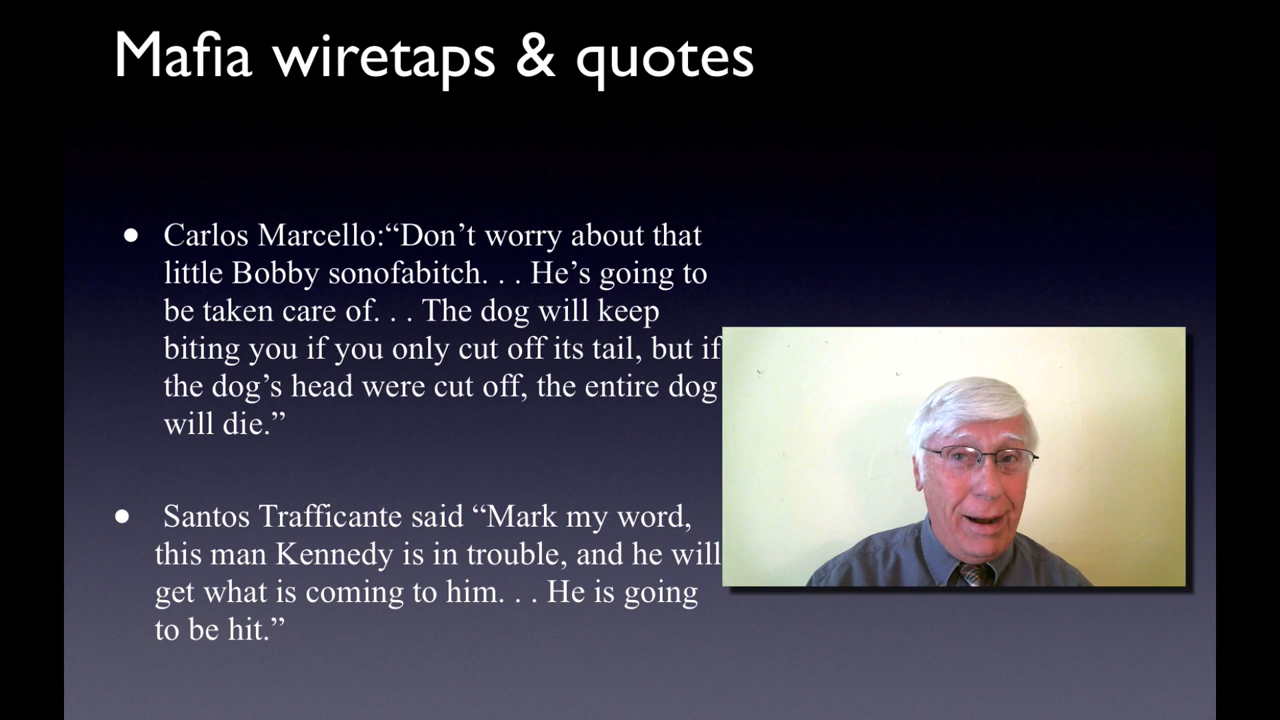 Mafia wiretaps & quotes
• Carlos Marcello:“Don’t worry about that
little Bobby sonofabitch. . . He’s going to
be taken care of. . . The dog will keep
biting you if you only cut off its tail, but if
the dog’s head were cut off, the entire dog
will die.”
• Santos Trafficante said “Mark my word,
this man Kennedy is in trouble, and he will
get what is coming to him. . . He is going
to be hit.”